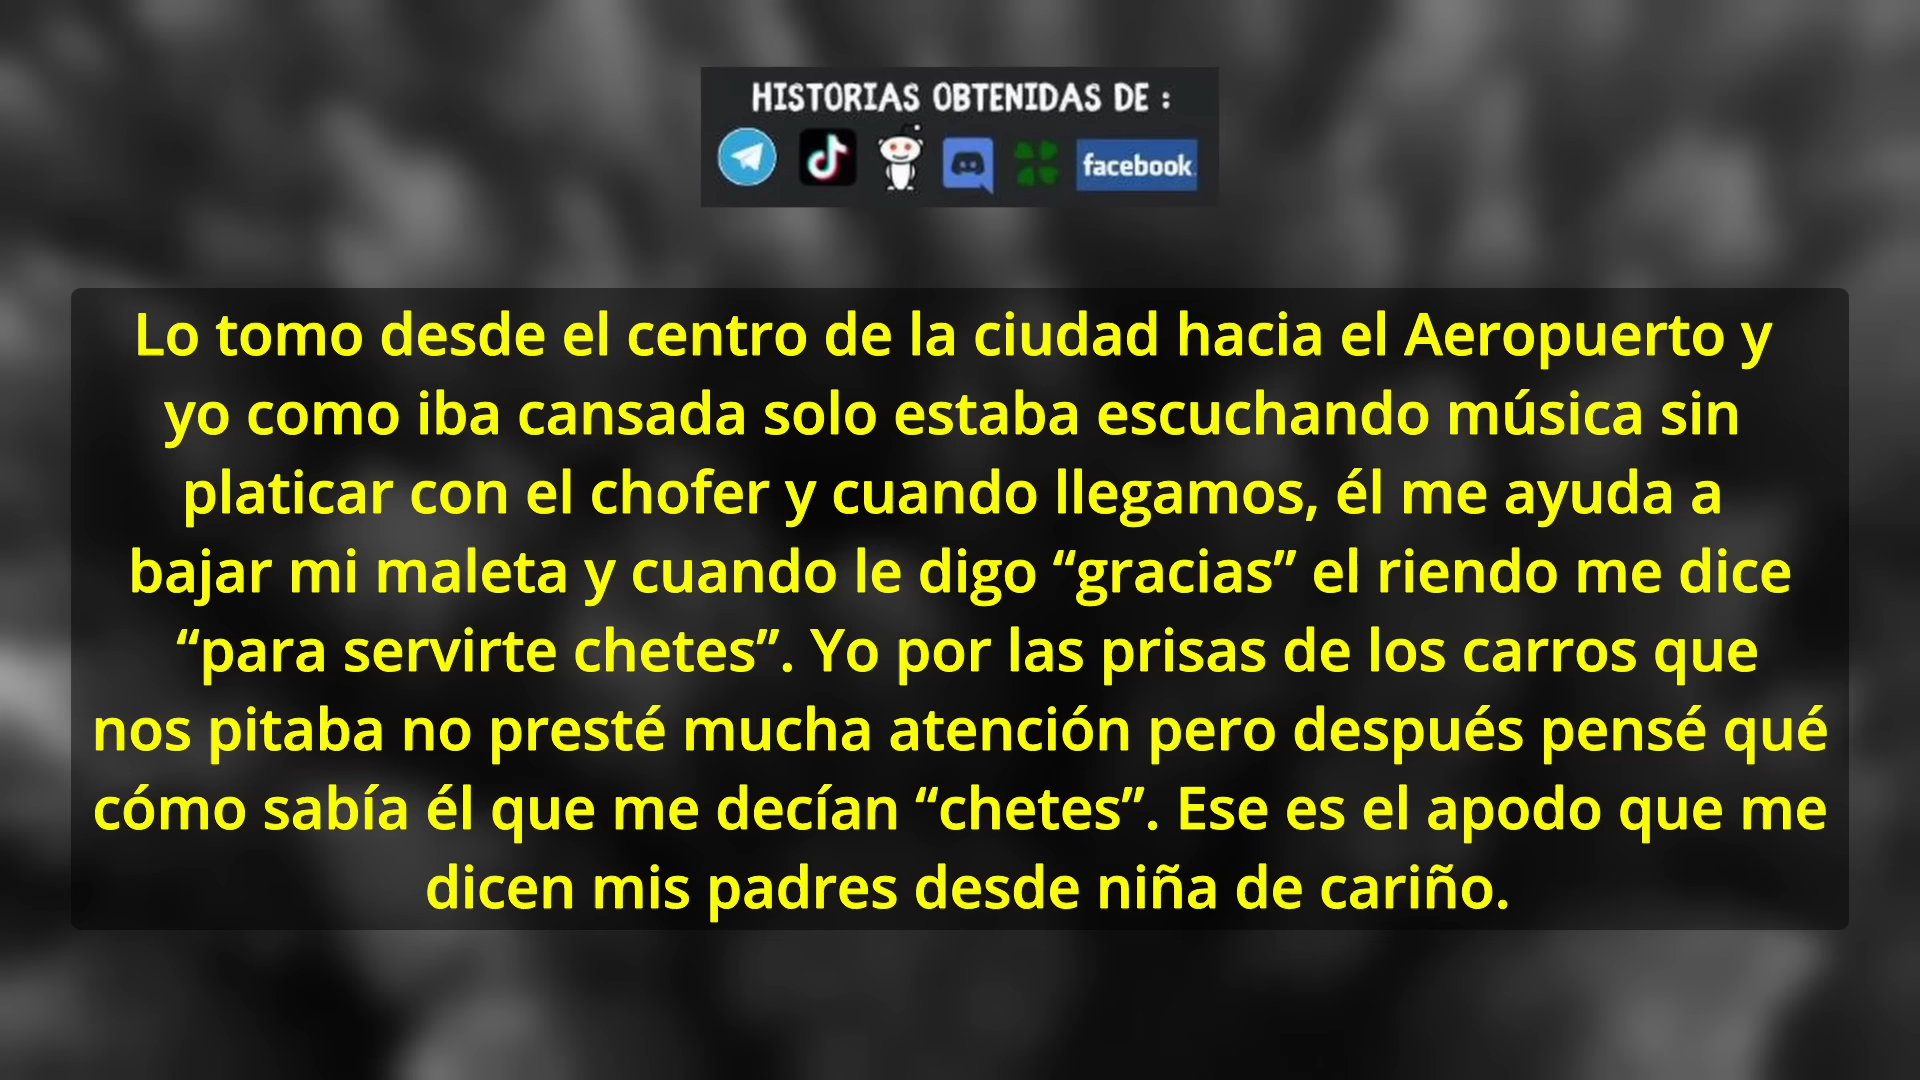 HISTORIAS OBTENIDAS DE :
facebook
Lo tomo desde el centro de la ciudad hacia el Aeropuerto y
yo como iba cansada solo estaba escuchando música sin
platicar con el chofer y cuando llegamos, él me ayuda a
bajar mi maleta y cuando le digo “gracias” el riendo me dice
“para servirte chetes”. Yo por las prisas de los carros que
nos pitaba no presté mucha atención pero después pensé qué
cómo sabía él que me decían “chetes”. Ese es el apodo que me
dicen mis padres desde niña de cariño.